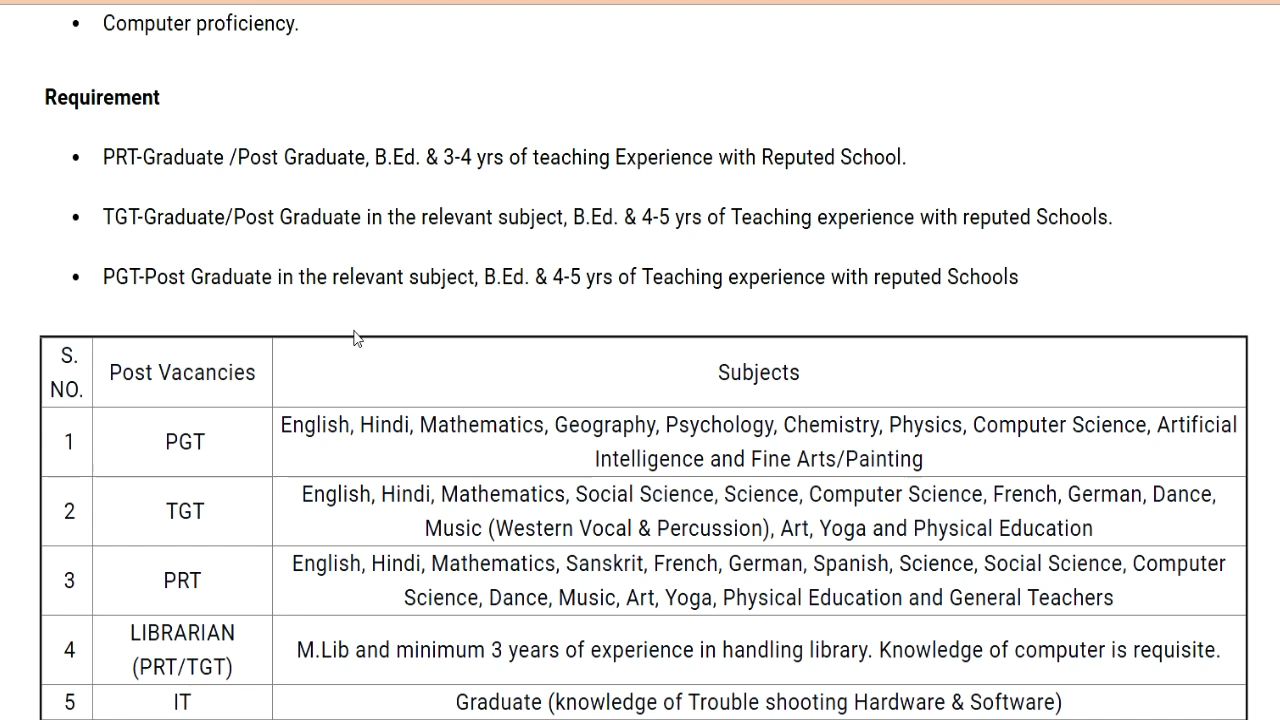 Computer proficiency.
Requirement
PRT-Graduate /Post Graduate, B.Ed. & 3-4 yrs of teaching Experience with Reputed School.
TGT-Graduate/Post Graduate in the relevant subject, B.Ed. & 4-5 yrs of Teaching experience with reputed Schools.
PGT-Post Graduate in the relevant subject, B.Ed. & 4-5 yrs of Teaching experience with reputed Schools
S.
NO.
Post Vacancies
Subjects
1
PGT
English, Hindi, Mathematics, Geography, Psychology, Chemistry, Physics, Computer Science, Artificial
Intelligence and Fine Arts/Painting
2
TGT
English, Hindi, Mathematics, Social Science, Science, Computer Science, French, German, Dance,
Music (Western Vocal & Percussion), Art, Yoga and Physical Education
3
PRT
English, Hindi, Mathematics, Sanskrit, French, German, Spanish, Science, Social Science, Computer
Science, Dance, Music, Art, Yoga, Physical Education and General Teachers
4
LIBRARIAN
(PRT/TGT)
M.Lib and minimum 3 years of experience in handling library. Knowledge of computer is requisite.
5
IT
Graduate (knowledge of Trouble shooting Hardware & Software)